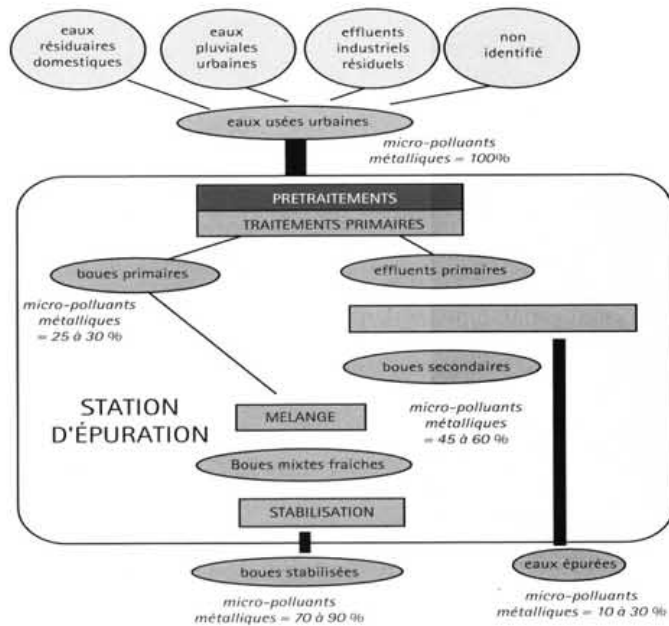 eaux
résiduaires
domestiques
eaux
pluviales
urbaines
effluents
industriels
résiduels
non
identifié
eaux usées urbaines
micro-polluants
métalliques = 100%
PRETRAITEMENTS
TRAITEMENTS PRIMAIRES
boues primaires
effluents primaires
micro-polluants
métalliques
= 25 à 30 %
boues secondaires
micro-polluants
métalliques
= 45 à 60 %
STATION
D'ÉPURATION
MELANGE
Boues mixtes fraîches
STABILISATION
boues stabilisées
eaux épurées
micro-polluants
métalliques = 70 à 90 %
micro-polluants
métalliques = 10 à 30 %